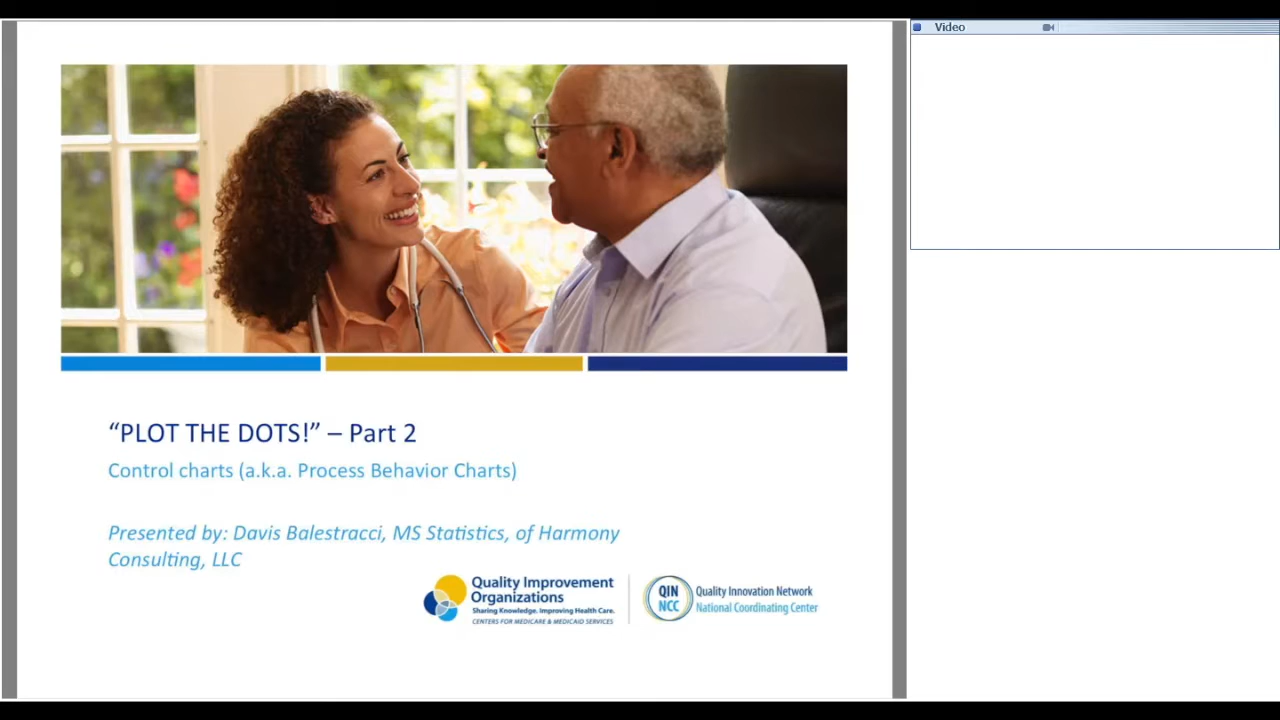 Video
“PLOT THE DOTS!” – Part 2
Control charts (a.k.a. Process Behavior Charts)
Presented by: Davis Balestracci, MS Statistics, of Harmony
Consulting, LLC
Quality Improvement
Organizations
Sharing Knowledge. Improving Health Care.
CENTERS FOR MEDICARE & MEDICAID SERVICES
QIN
NCC
Quality Innovation Network
National Coordinating Center